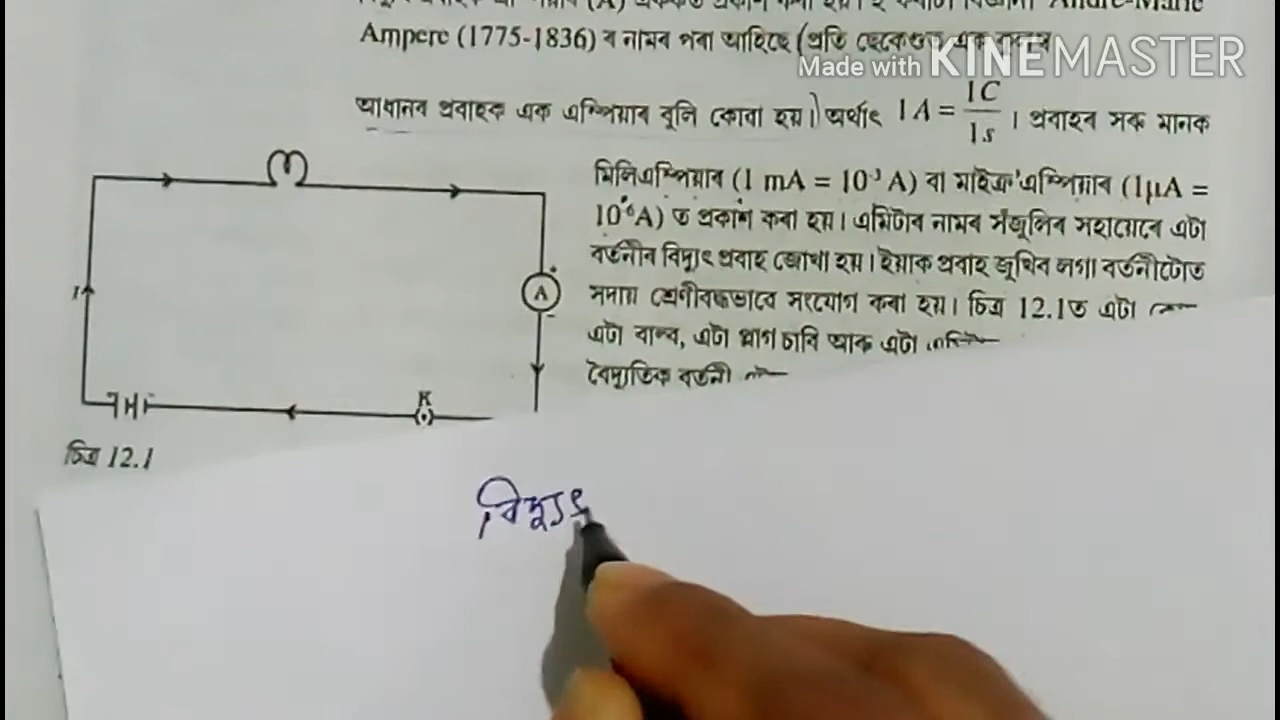 Ampere (1775-1836) ৰ নামৰ পৰা আহিছে (প্ৰতি ছেকেণ্ডত এক
Made with KINEMASTER
আধানৰ প্ৰবাহক এক এম্পিয়াৰ বুলি কোৱা হয়।) অৰ্থাৎ 1 A = 1C / 1s । প্ৰবাহৰ সৰু মানক
মিলিএম্পিয়াৰ (1 mA = 10⁻³ A) বা মাইক্ৰ'এম্পিয়াৰ (1μA =
10⁻⁶A) ত প্ৰকাশ কৰা হয়। এমিটাৰ নামৰ সঁজুলিৰ সহায়েৰে এটা
বৰ্তনীৰ বিদ্যুৎ প্ৰবাহ জোখা হয়। ইয়াক প্ৰবাহ জুখিব লগা বৰ্তনীটোত
সদায় শ্ৰেণীবদ্ধভাবে সংযোগ কৰা হয়। চিত্ৰ 12.1ত এটা
এটা বাল্ব, এটা প্লাগ চাবি আৰু এটা
বৈদ্যুতিক বৰ্তনী
I
A
+
-
K
চিত্ৰ 12.1
বিদ্যুৎ